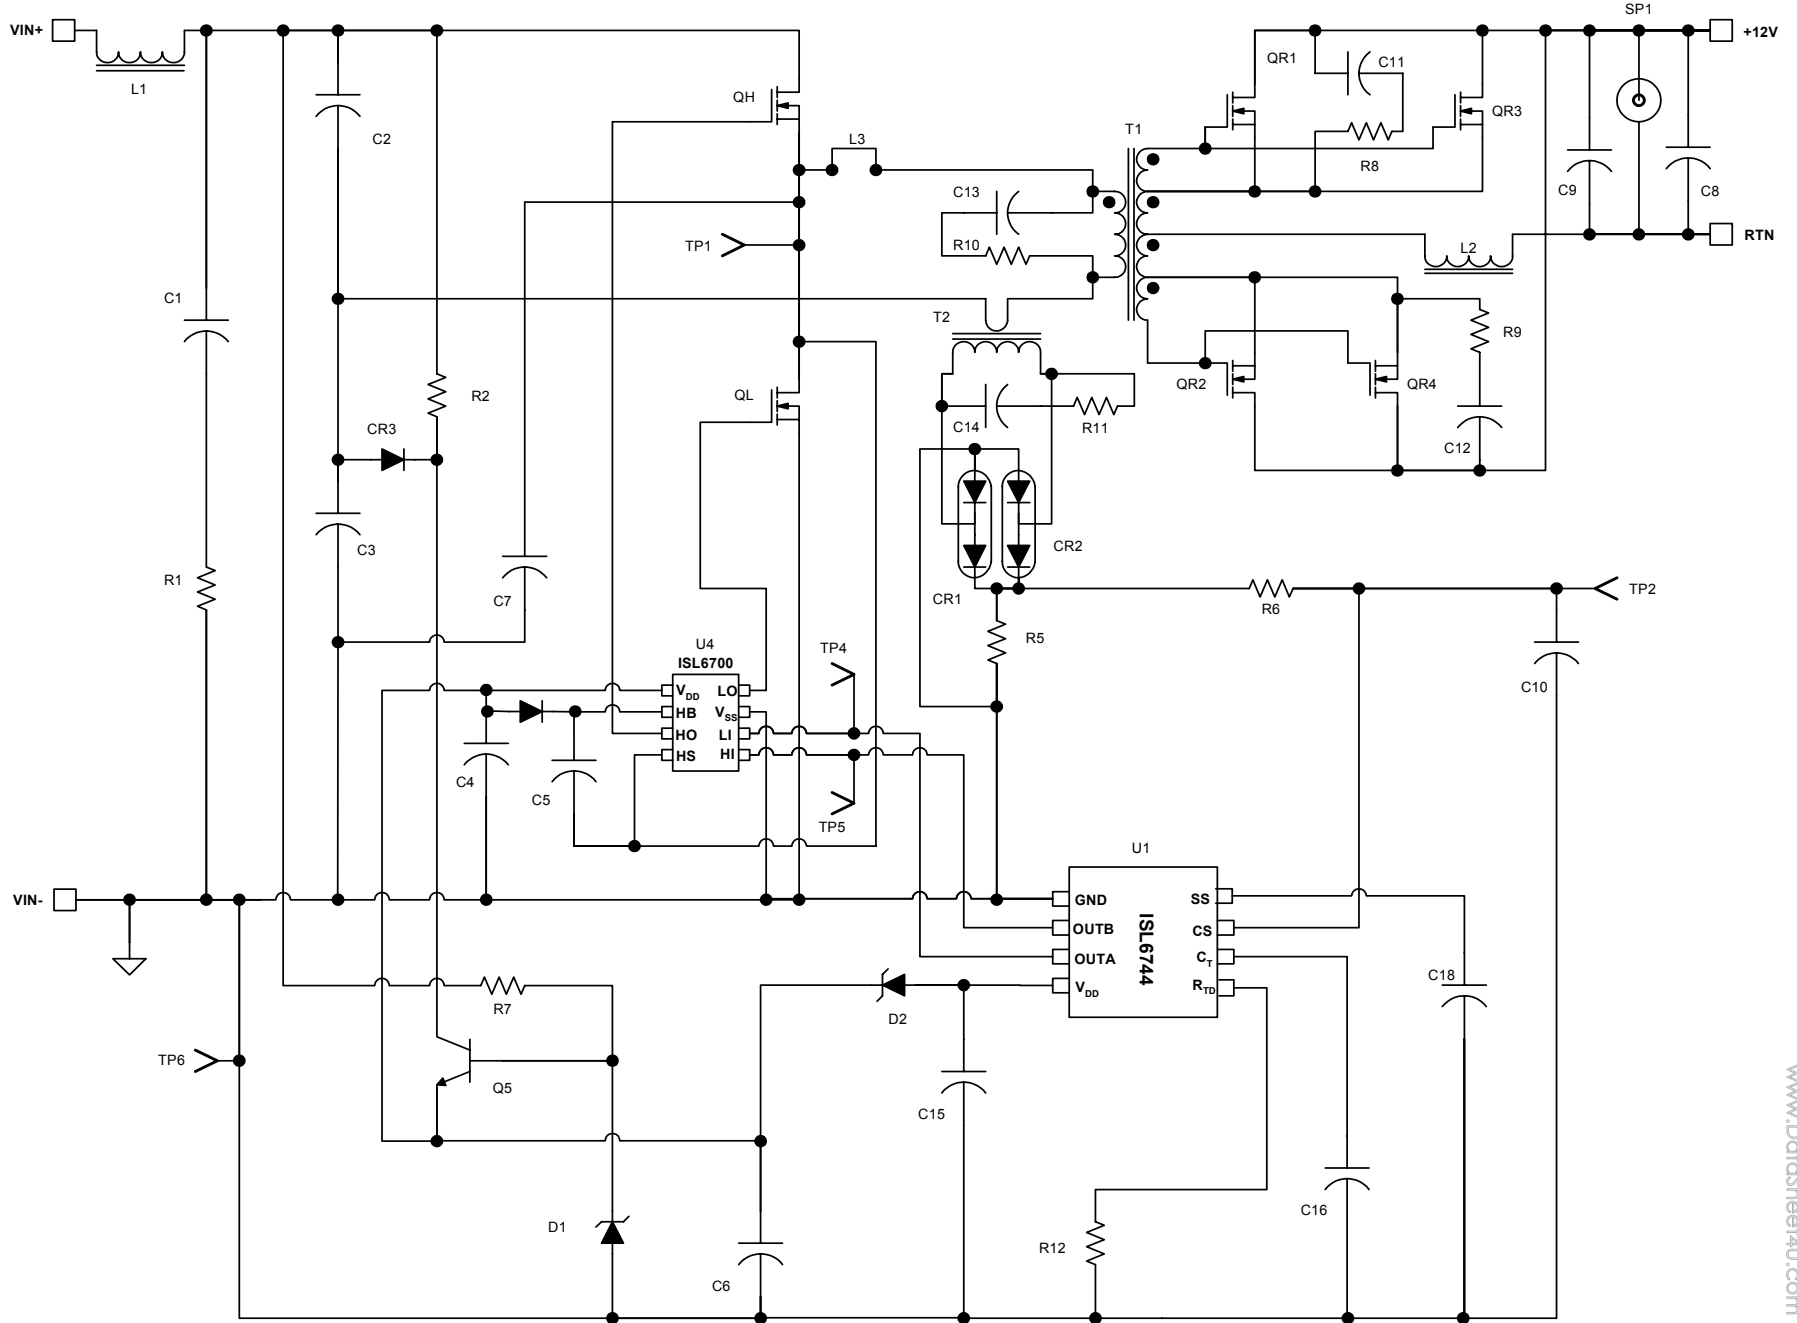 SP1
VIN+
+12V
L1
QR1
C11
QH
QR3
C2
T1
L3
R8
C13
C9
C8
TP1
R10
RTN
L2
C1
T2
R9
QR2
QR4
R2
QL
C14
R11
CR3
C12
C3
CR2
R1
C7
CR1
R6
TP2
R5
U4
TP4
ISL6700
C10
VDD
LO
HB
VSS
HO
LI
HS
HI
C4
C5
TP5
U1
VIN-
GND
SS
OUTB
CS
ISL6744
OUTA
CT
VDD
RTD
C18
R7
D2
TP6
Q5
C15
D1
C16
R12
C6
www.DataSheet4U.com